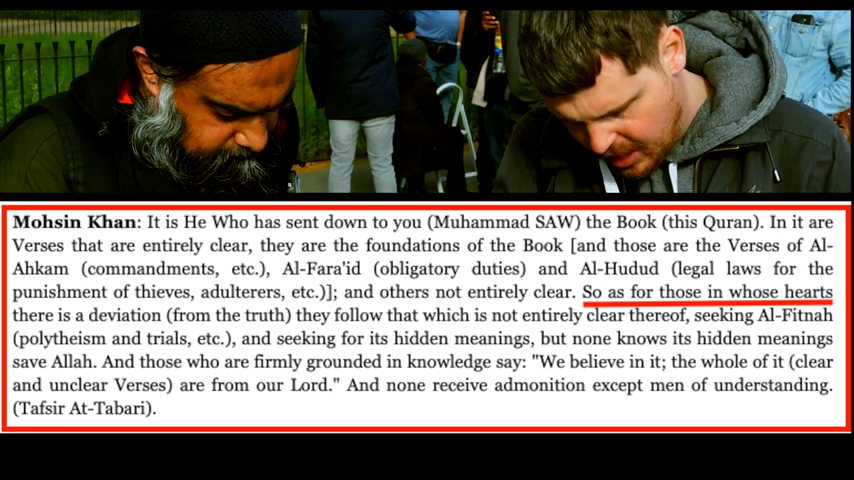 Mohsin Khan: It is He Who has sent down to you (Muhammad SAW) the Book (this Quran). In it are
Verses that are entirely clear, they are the foundations of the Book [and those are the Verses of Al-
Ahkam (commandments, etc.), Al-Fara'id (obligatory duties) and Al-Hudud (legal laws for the
punishment of thieves, adulterers, etc.)]; and others not entirely clear. So as for those in whose hearts
there is a deviation (from the truth) they follow that which is not entirely clear thereof, seeking Al-Fitnah
(polytheism and trials, etc.), and seeking for its hidden meanings, but none knows its hidden meanings
save Allah. And those who are firmly grounded in knowledge say: "We believe in it; the whole of it (clear
and unclear Verses) are from our Lord." And none receive admonition except men of understanding.
(Tafsir At-Tabari).